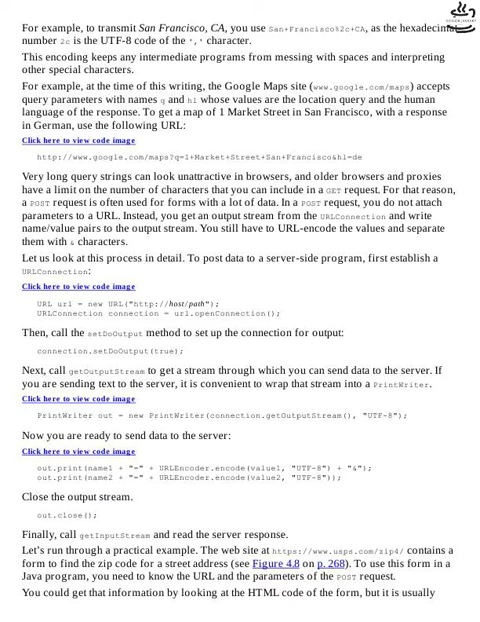 For example, to transmit San Francisco, CA, you use San+Francisco%2c+CA, as the hexadecimal
number 2c is the UTF-8 code of the ',' character.
This encoding keeps any intermediate programs from messing with spaces and interpreting
other special characters.
For example, at the time of this writing, the Google Maps site (www.google.com/maps) accepts
query parameters with names q and hl whose values are the location query and the human
language of the response. To get a map of 1 Market Street in San Francisco, with a response
in German, use the following URL:
Click here to view code image
http://www.google.com/maps?q=1+Market+Street+San+Francisco&hl=de
Very long query strings can look unattractive in browsers, and older browsers and proxies
have a limit on the number of characters that you can include in a GET request. For that reason,
a POST request is often used for forms with a lot of data. In a POST request, you do not attach
parameters to a URL. Instead, you get an output stream from the URLConnection and write
name/value pairs to the output stream. You still have to URL-encode the values and separate
them with & characters.
Let us look at this process in detail. To post data to a server-side program, first establish a
URLConnection:
Click here to view code image
URL url = new URL("http://host/path");
URLConnection connection = url.openConnection();
Then, call the setDoOutput method to set up the connection for output:
connection.setDoOutput(true);
Next, call getOutputStream to get a stream through which you can send data to the server. If
you are sending text to the server, it is convenient to wrap that stream into a PrintWriter.
Click here to view code image
PrintWriter out = new PrintWriter(connection.getOutputStream(), "UTF-8");
Now you are ready to send data to the server:
Click here to view code image
out.print(name1 + "=" + URLEncoder.encode(value1, "UTF-8") + "&");
out.print(name2 + "=" + URLEncoder.encode(value2, "UTF-8"));
Close the output stream.
out.close();
Finally, call getInputStream and read the server response.
Let's run through a practical example. The web site at https://www.usps.com/zip4/ contains a
form to find the zip code for a street address (see Figure 4.8 on p. 268). To use this form in a
Java program, you need to know the URL and the parameters of the POST request.
You could get that information by looking at the HTML code of the form, but it is usually